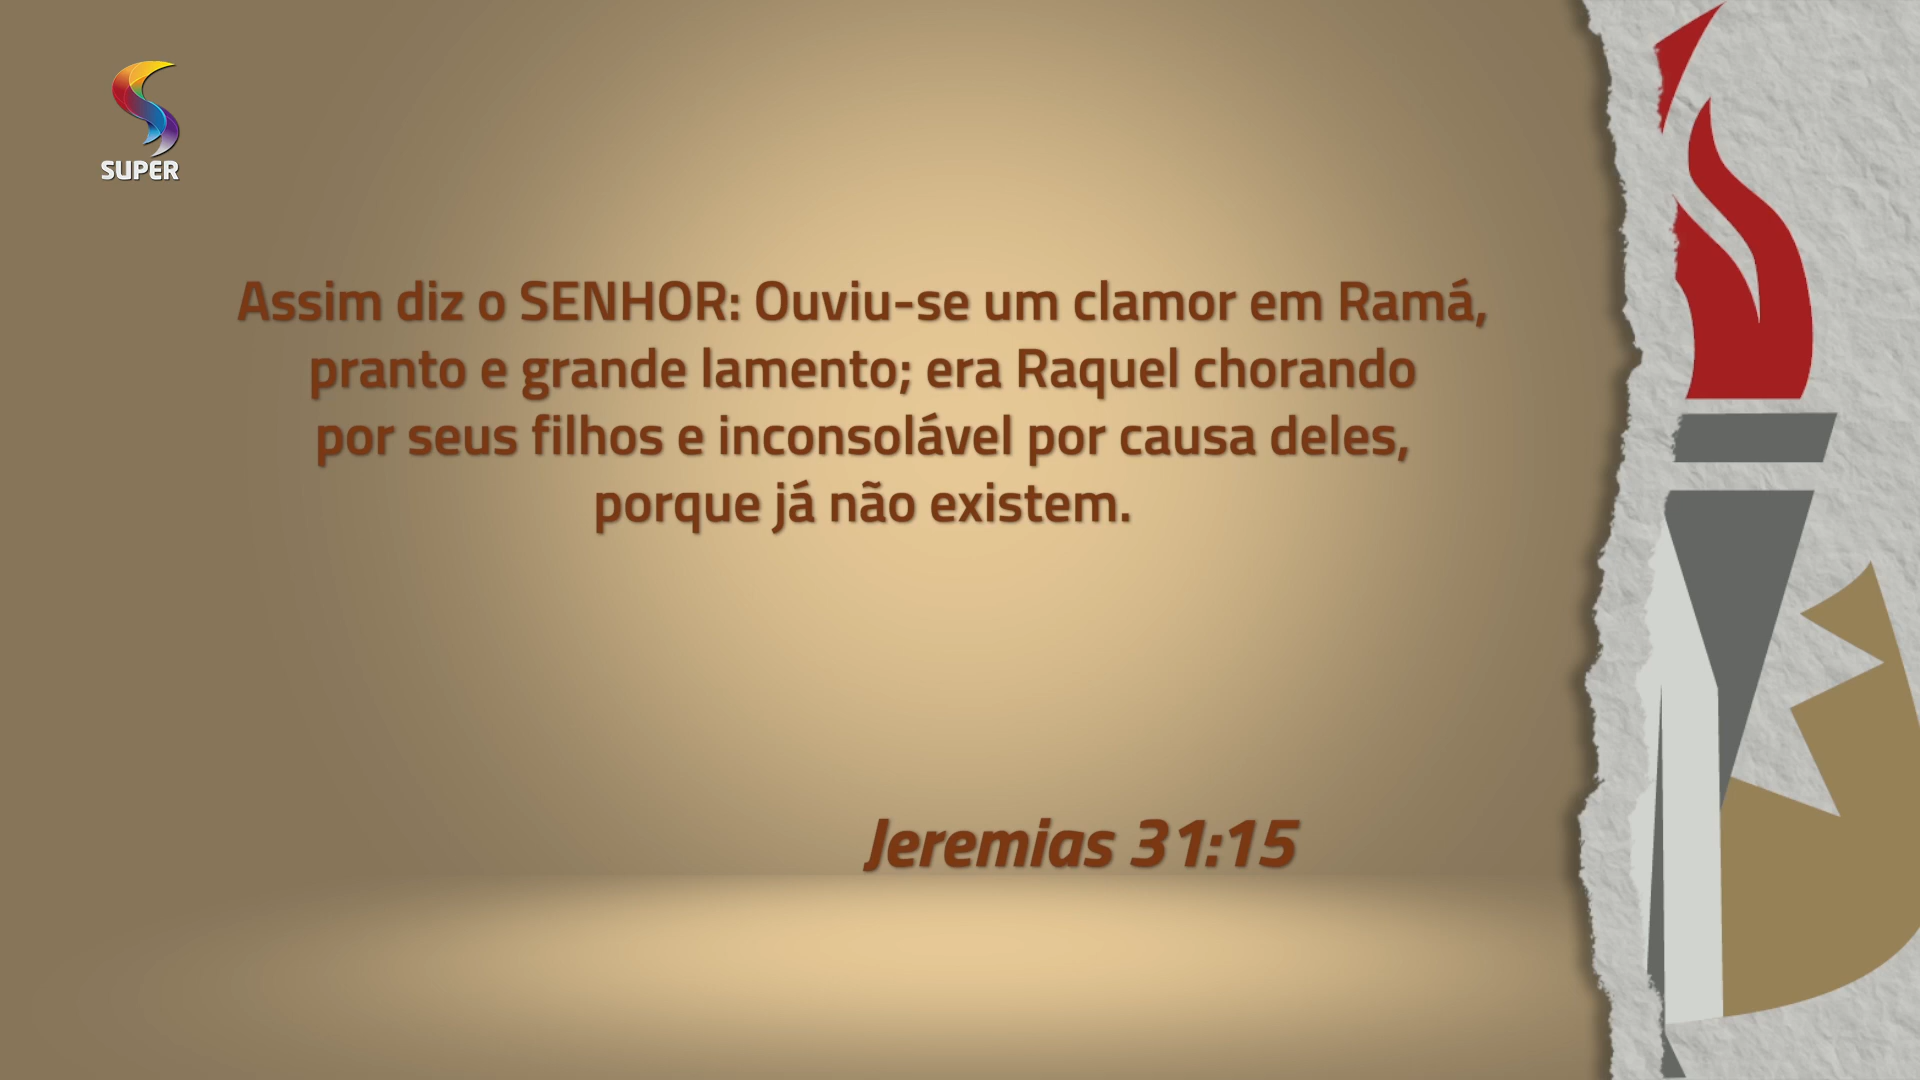 SUPER
Assim diz o SENHOR: Ouviu-se um clamor em Ramá,
pranto e grande lamento; era Raquel chorando
por seus filhos e inconsolável por causa deles,
porque já não existem.
Jeremias 31:15